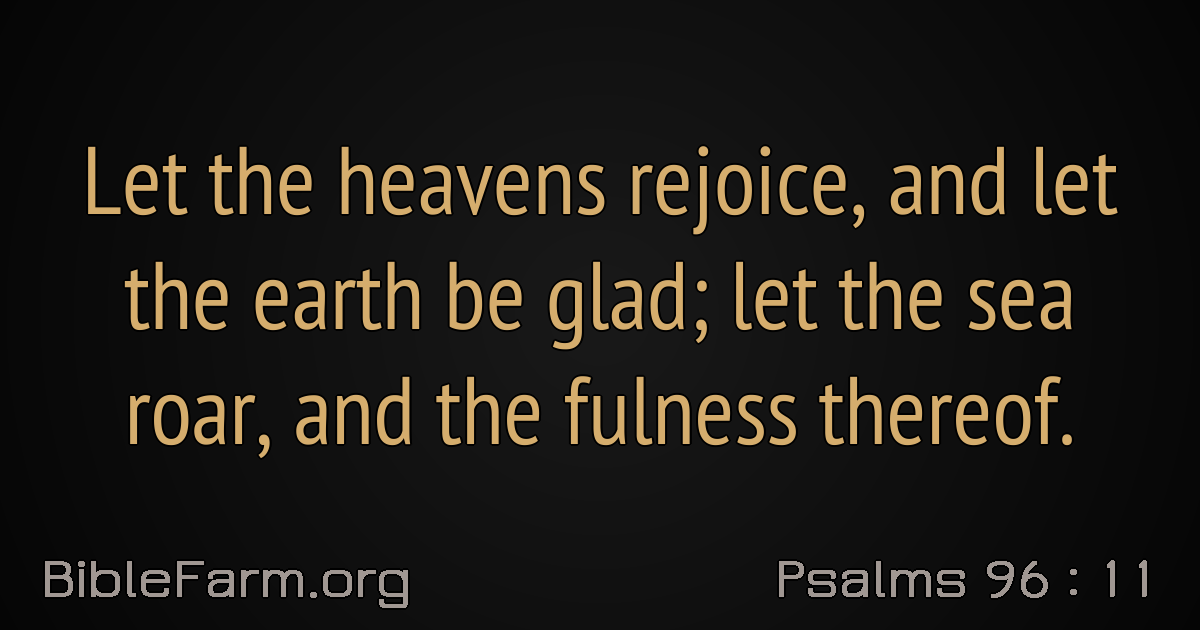 Let the heavens rejoice, and let
the earth be glad; let the sea
roar, and the fulness thereof.
BibleFarm.org
Psalms 96 : 11